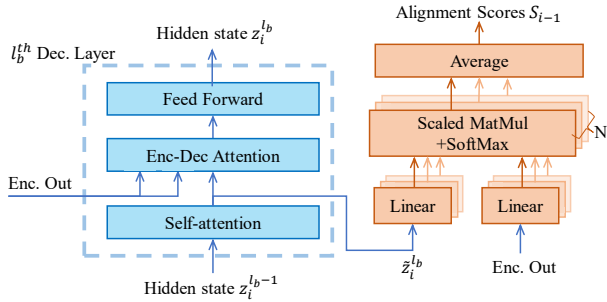 Hidden state $z_i^{l_b}$
$l_b^{th}$ Dec. Layer
Feed Forward
Enc-Dec Attention
Enc. Out
Self-attention
Hidden state $z_i^{l_b-1}$
Alignment Scores $S_{i-1}$
Average
Scaled MatMul
+SoftMax
N
Linear
Linear
$\tilde{z}_i^{l_b}$
Enc. Out